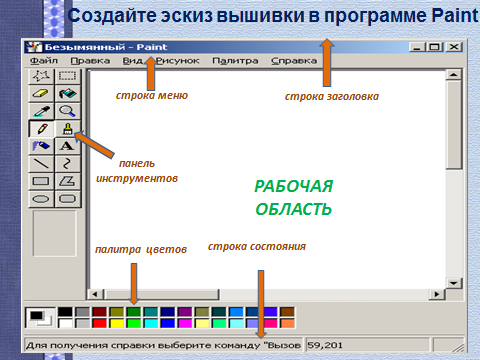 Создайте эскиз вышивки в программе Paint
Безымянный - Paint
Файл Правка Вид Рисунок Палитра Справка
строка меню
строка заголовка
A
панель
инструментов
РАБОЧАЯ
ОБЛАСТЬ
палитра цветов
строка состояния
Для получения справки выберите команду "Вызов
59,201